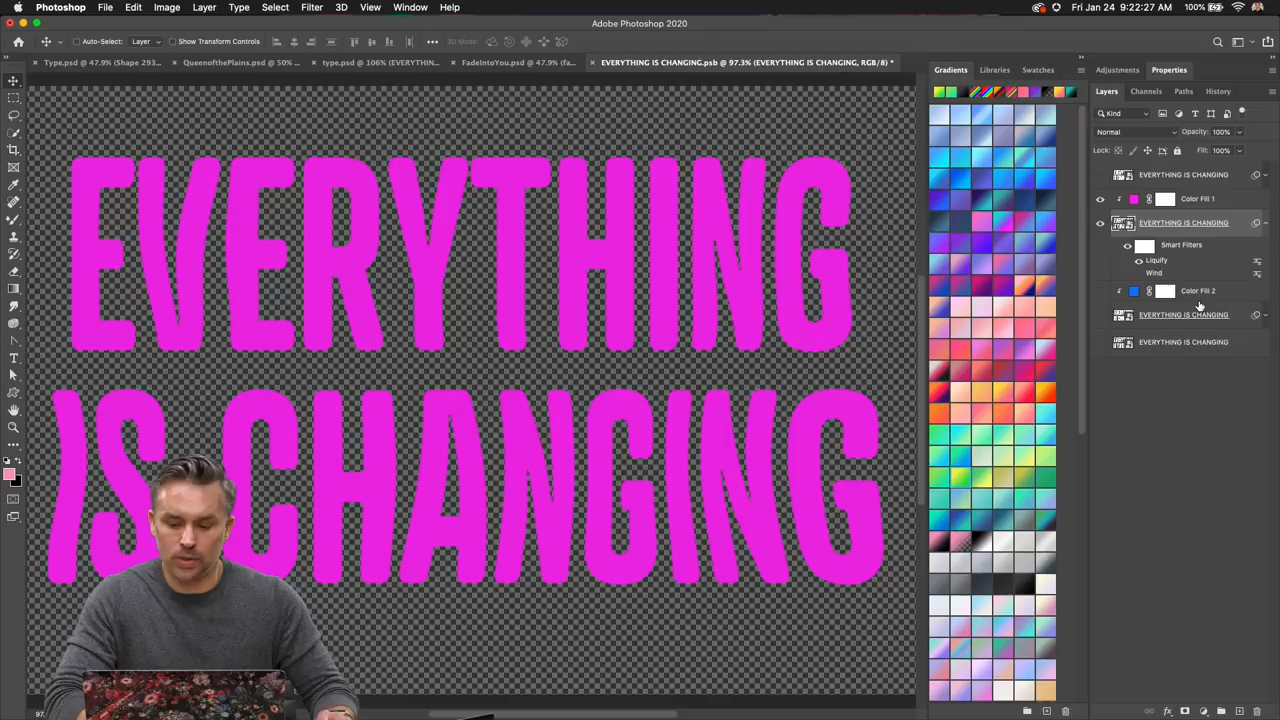 Photoshop File Edit Image Layer Type Select Filter 3D View Window Help 100% Fri Jan 24 9:22:27 AM
Adobe Photoshop 2020
Auto-Select: Layer Show Transform Controls 3D Mode:
Type.psd @ 47.9% (Shape 293... QueenofthePlains.psd @ 50% ... type.psd @ 106% (EVERYTHIN... FadeIntoYou.psd @ 47.9% (fa... EVERYTHING IS CHANGING.psb @ 97.3% (EVERYTHING IS CHANGING, RGB/8) *
Gradients Libraries Swatches
Adjustments Properties
Layers Channels Paths History
Kind
Normal Opacity: 100%
Lock: Fill: 100%
EVERYTHING IS CHANGING
Color Fill 1
EVERYTHING IS CHANGING
Smart Filters
Liquify
Wind
Color Fill 2
EVERYTHING IS CHANGING
EVERYTHING IS CHANGING
EVERYTHING
IS CHANGING
97.